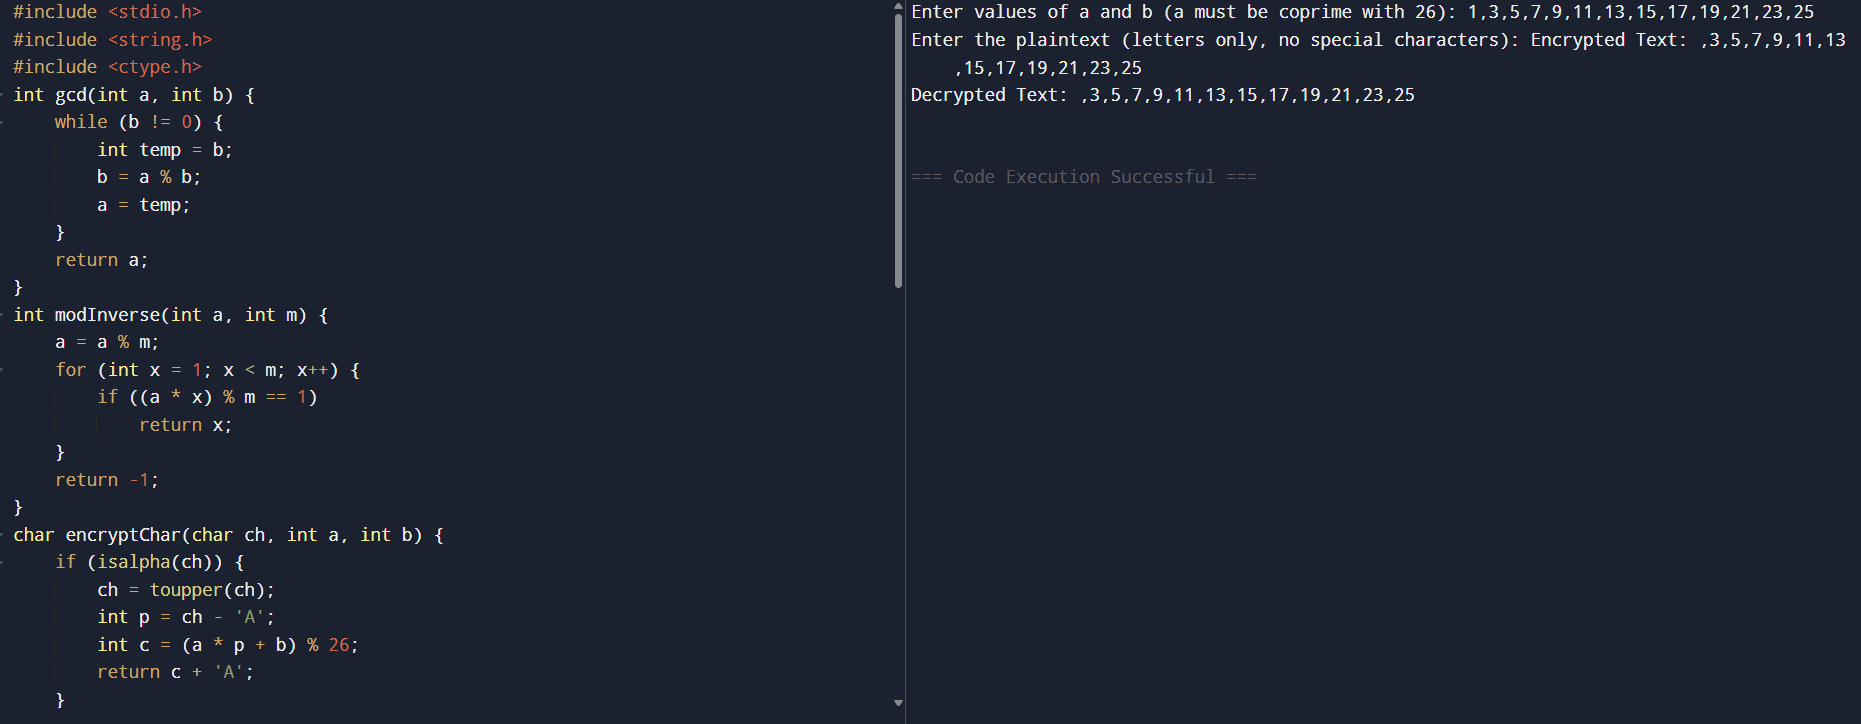 #include <stdio.h>
#include <string.h>
#include <ctype.h>
int gcd(int a, int b) {
    while (b != 0) {
        int temp = b;
        b = a % b;
        a = temp;
    }
    return a;
}
int modInverse(int a, int m) {
    a = a % m;
    for (int x = 1; x < m; x++) {
        if ((a * x) % m == 1)
            return x;
    }
    return -1;
}
char encryptChar(char ch, int a, int b) {
    if (isalpha(ch)) {
        ch = toupper(ch);
        int p = ch - 'A';
        int c = (a * p + b) % 26;
        return c + 'A';
    }
Enter values of a and b (a must be coprime with 26): 1,3,5,7,9,11,13,15,17,19,21,23,25
Enter the plaintext (letters only, no special characters): Encrypted Text: ,3,5,7,9,11,13
    ,15,17,19,21,23,25
Decrypted Text: ,3,5,7,9,11,13,15,17,19,21,23,25
=== Code Execution Successful ===